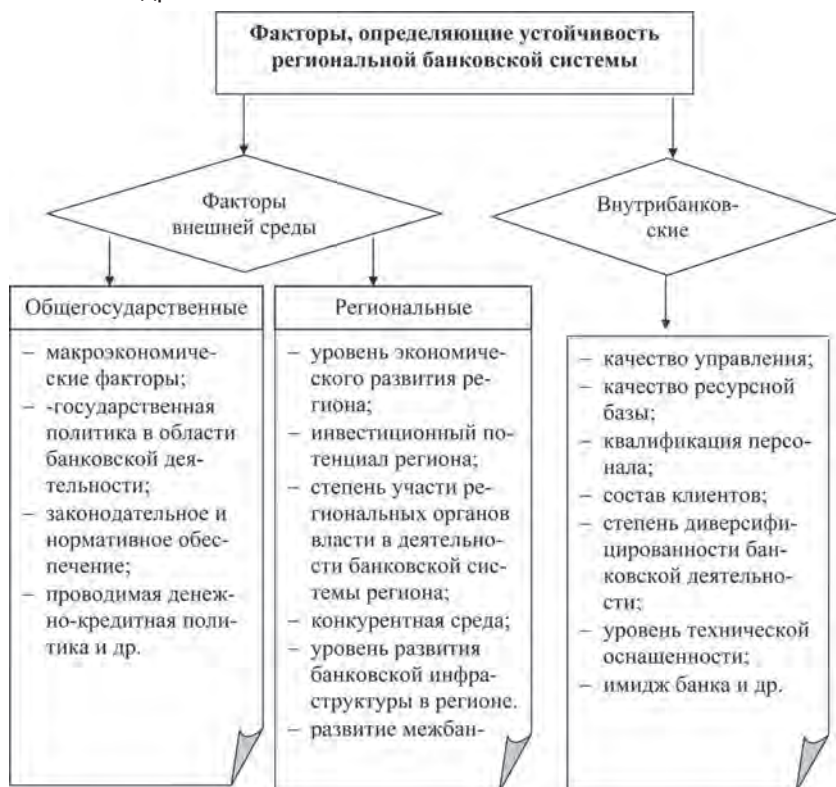 Факторы, определяющие устойчивость
региональной банковской системы
Факторы
внешней среды
Внутрибанков-
ские
Общегосударственные
– макроэкономиче-
ские факторы;
– -государственная
политика в области
банковской дея-
тельности;
– законодательное и
нормативное обес-
печение;
– проводимая денеж-
но-кредитная поли-
тика и др.
Региональные
– уровень экономиче-
ского развития ре-
гиона;
– инвестиционный по-
тенциал региона;
– степень участи ре-
гиональных органов
власти в деятельно-
сти банковской сис-
темы региона;
– конкурентная среда;
– уровень развития
банковской инфра-
структуры в регионе.
– развитие межбан-
– качество управления;
– качество ресурсной
базы;
– квалификация персо-
нала;
– состав клиентов;
– степень диверсифи-
цированности бан-
ковской деятельно-
сти;
– уровень технической
оснащенности;
– имидж банка и др.